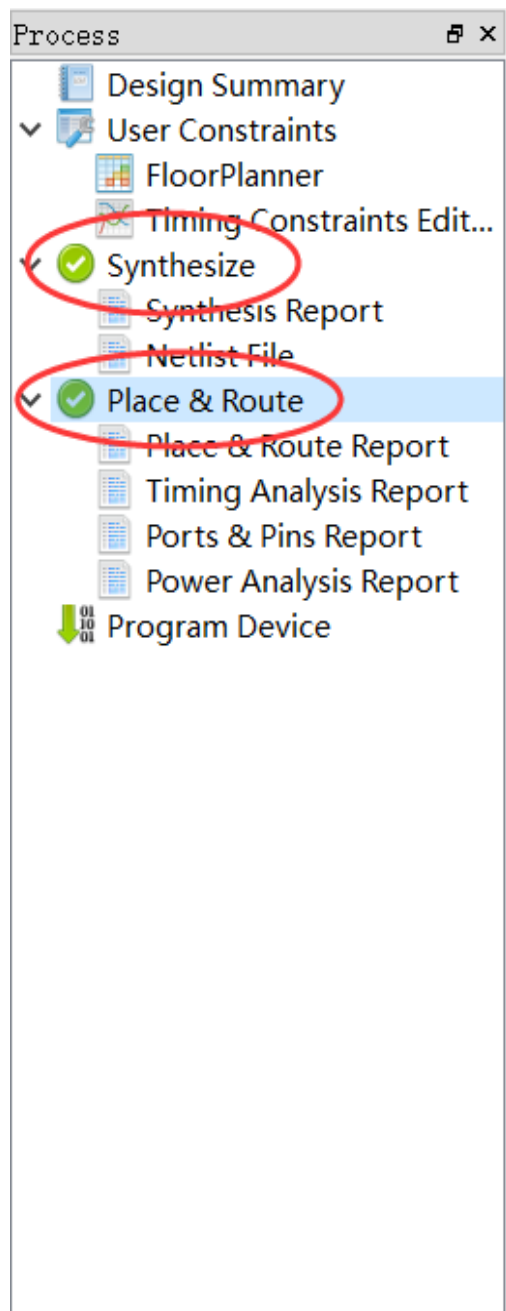 Process
Design Summary
User Constraints
FloorPlanner
Timing Constraints Edit...
Synthesize
Synthesis Report
Netlist File
Place & Route
Place & Route Report
Timing Analysis Report
Ports & Pins Report
Power Analysis Report
Program Device